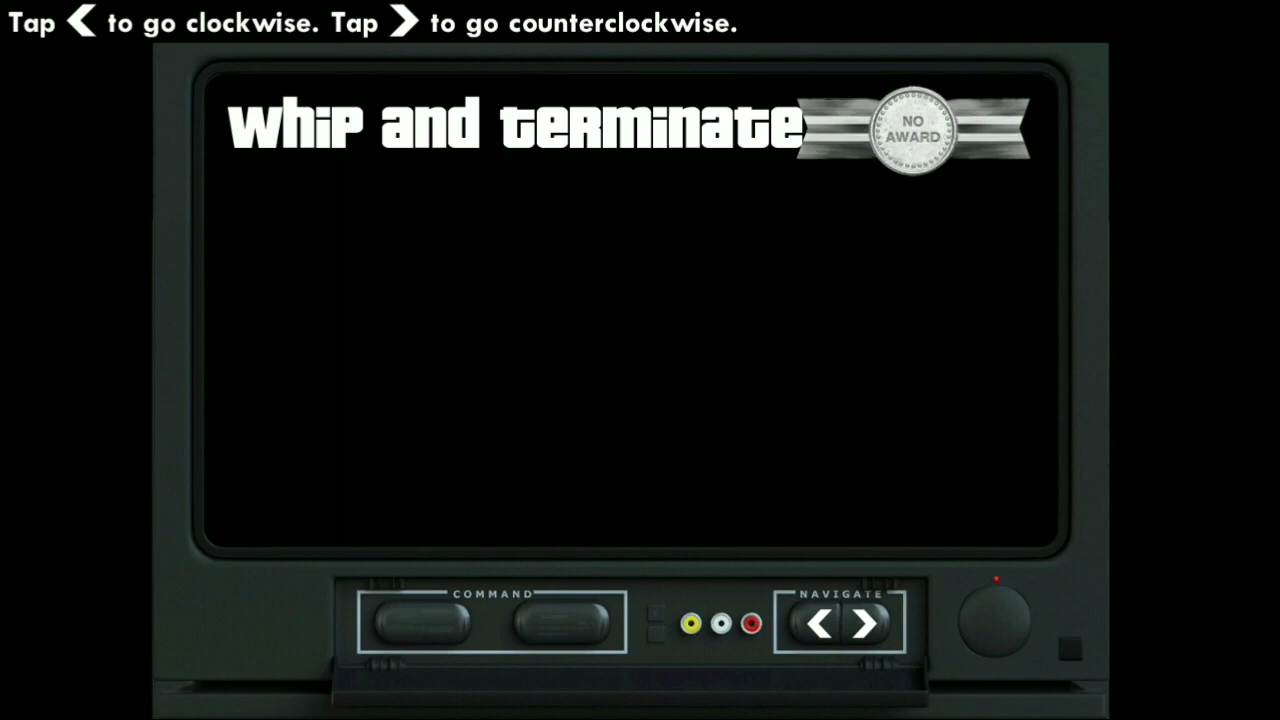 Tap < to go clockwise. Tap > to go counterclockwise.
Whip and terminate
NO
AWARD
COMMAND
NAVIGATE
< >